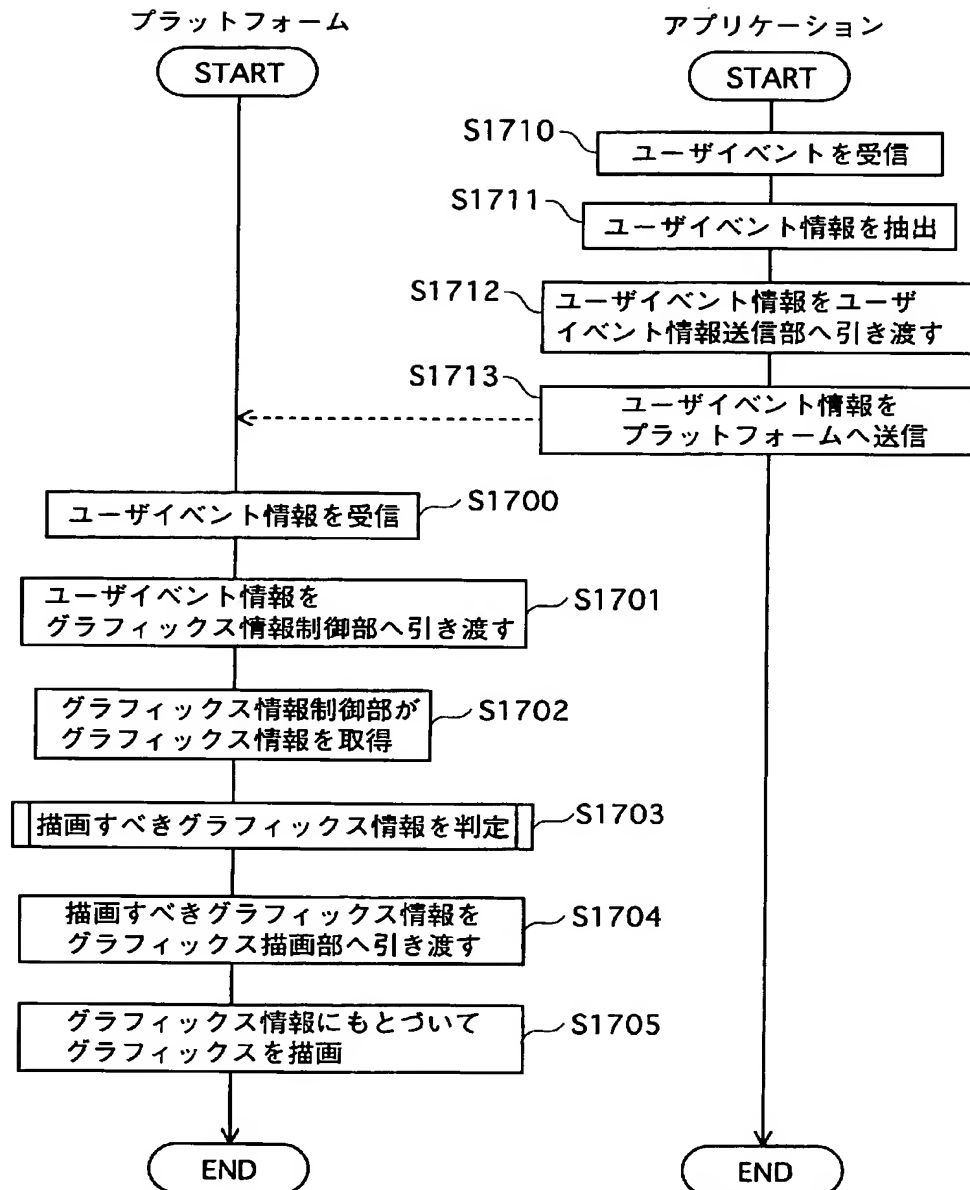 プラットフォーム
START
アプリケーション
START
S1710
ユーザイベントを受信
S1711
ユーザイベント情報を抽出
S1712
ユーザイベント情報をユーザ
イベント情報送信部へ引き渡す
S1713
ユーザイベント情報を
プラットフォームへ送信
ユーザイベント情報を受信
S1700
ユーザイベント情報を
グラフィックス情報制御部へ引き渡す
S1701
グラフィックス情報制御部が
グラフィックス情報を取得
S1702
描画すべきグラフィックス情報を判定
S1703
描画すべきグラフィックス情報を
グラフィックス描画部へ引き渡す
S1704
グラフィックス情報にもとづいて
グラフィックスを描画
S1705
END
END